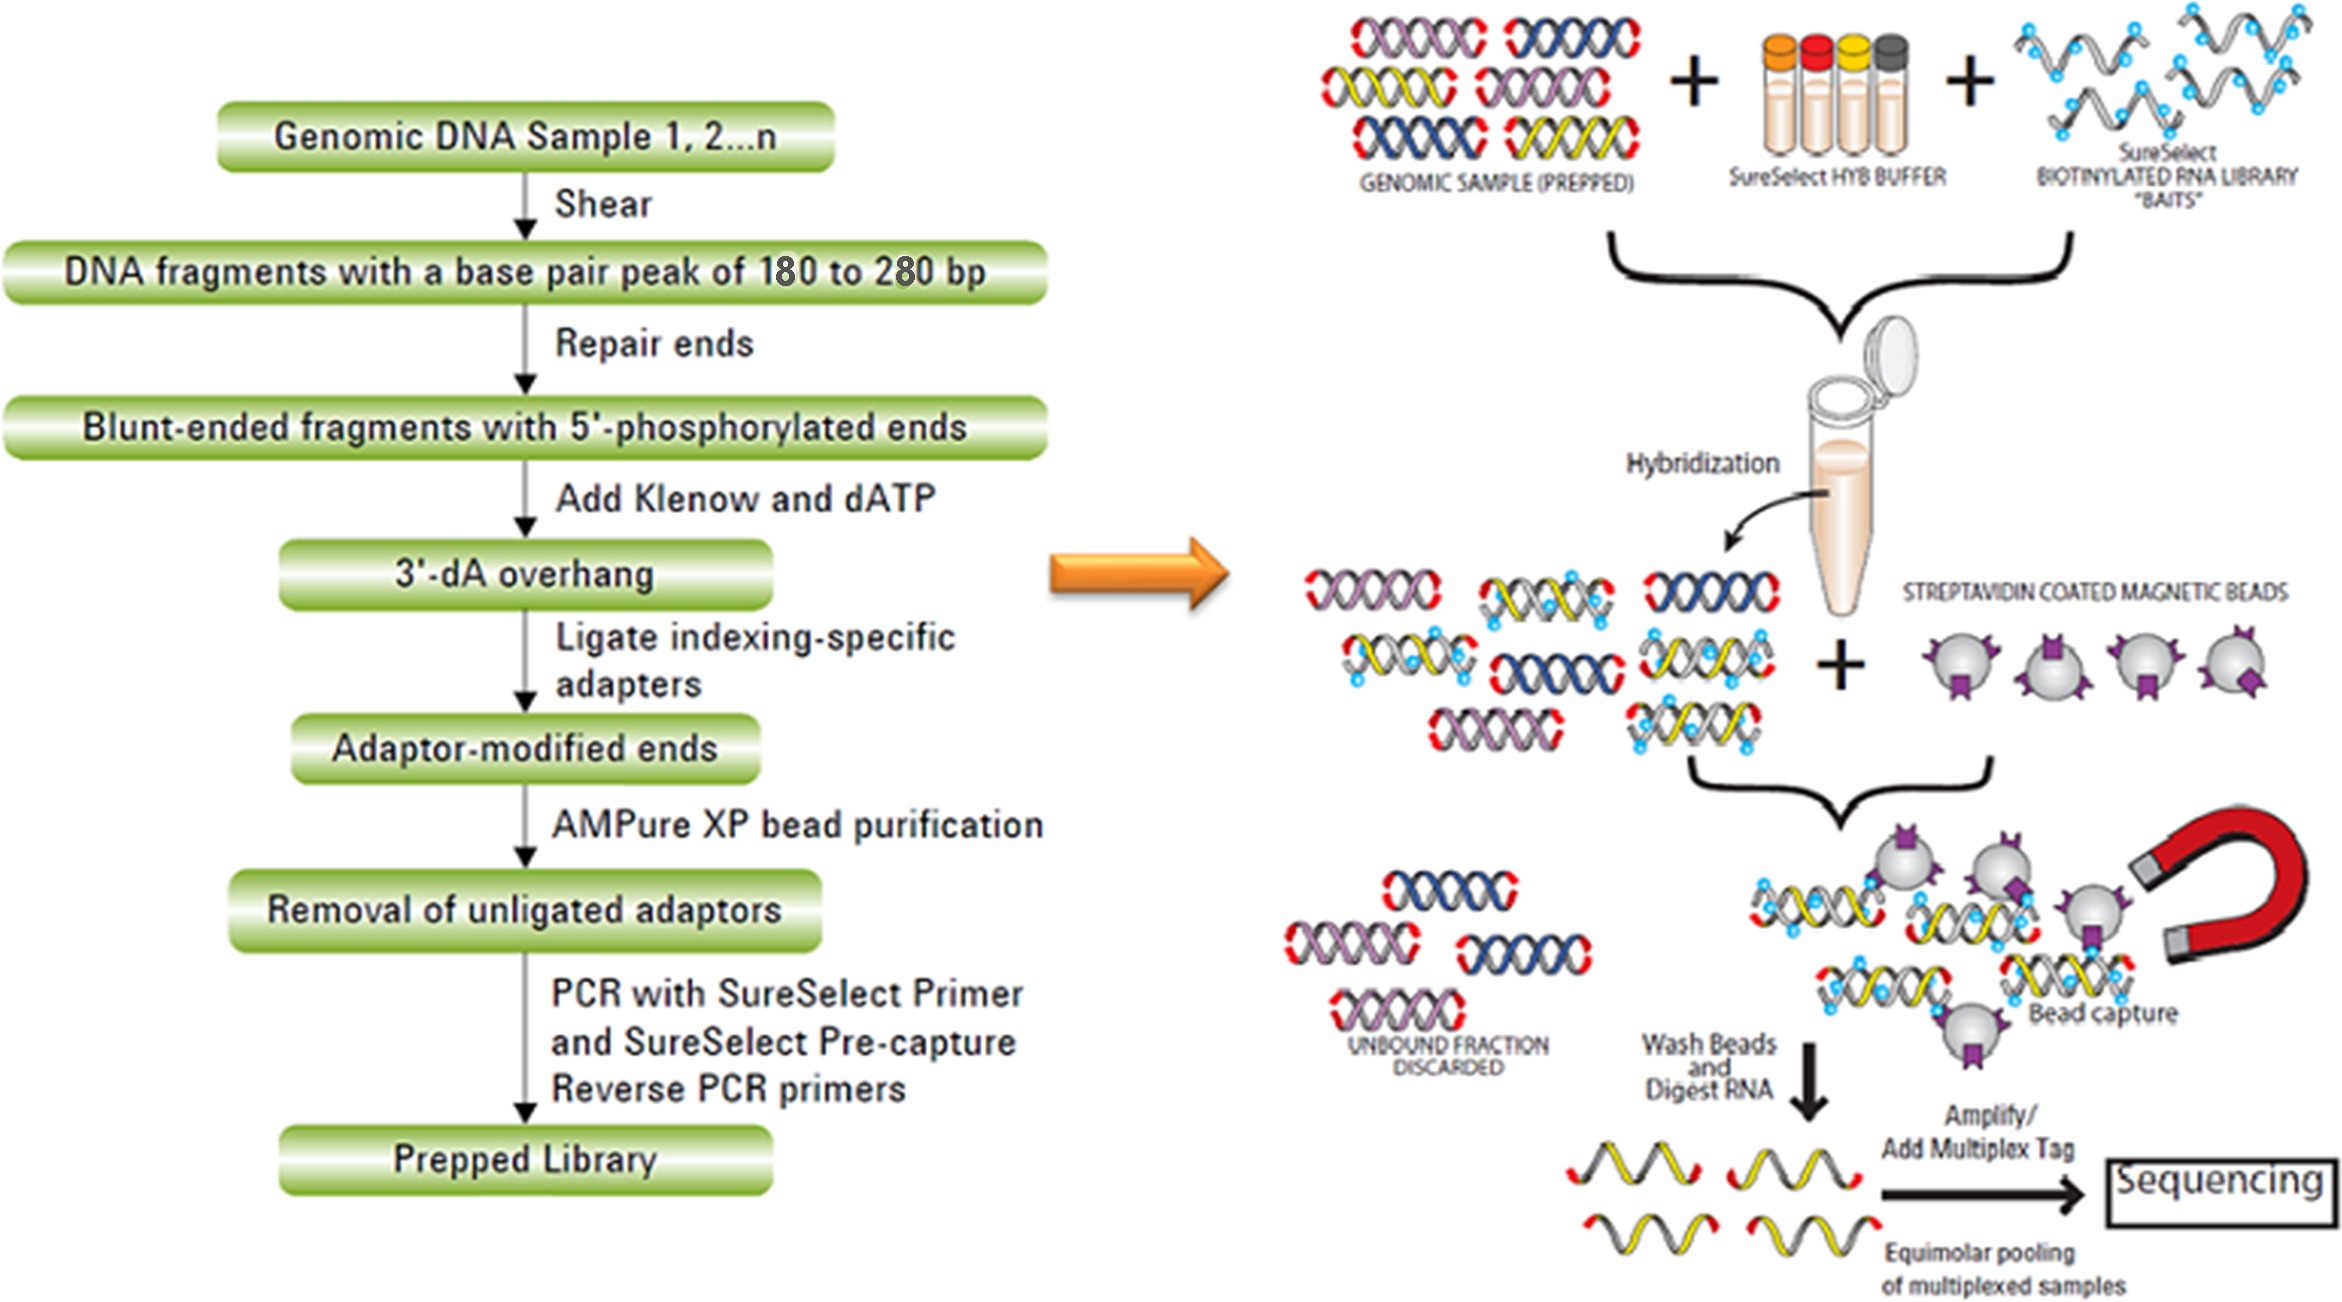 Genomic DNA Sample 1, 2...n
Shear
DNA fragments with a base pair peak of 180 to 280 bp
Repair ends
Blunt-ended fragments with 5'-phosphorylated ends
Add Klenow and dATP
3'-dA overhang
Ligate indexing-specific
adapters
Adaptor-modified ends
AMPure XP bead purification
Removal of unligated adaptors
PCR with SureSelect Primer
and SureSelect Pre-capture
Reverse PCR primers
Prepped Library
GENOMIC SAMPLE (PREPPED)
SureSelect HYB BUFFER
SureSelect
BIOTINYLATED RNA LIBRARY
"BAITS"
Hybridization
STREPTAVIDIN COATED MAGNETIC BEADS
Bead capture
UNBOUND FRACTION
DISCARDED
Wash Beads
and
Digest RNA
Amplify/
Add Multiplex Tag
Sequencing
Equimolar pooling
of multiplexed samples